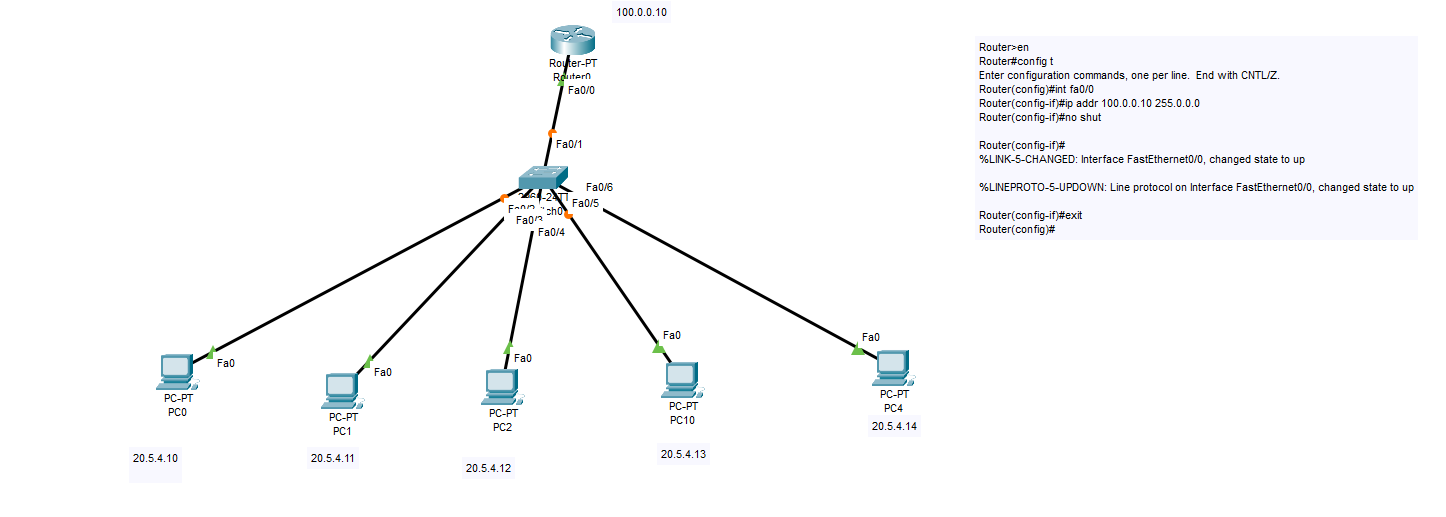 100.0.0.10
Router-PT
Router0
Fa0/0
Fa0/1
Fa0/6
Fa0/5
Fa0/3
Fa0/4
Fa0
Fa0
Fa0
Fa0
Fa0
PC-PT
PC0
PC-PT
PC1
PC-PT
PC2
PC-PT
PC10
PC-PT
PC4
20.5.4.10
20.5.4.11
20.5.4.12
20.5.4.13
20.5.4.14
Router>en
Router#config t
Enter configuration commands, one per line.  End with CNTL/Z.
Router(config)#int fa0/0
Router(config-if)#ip addr 100.0.0.10 255.0.0.0
Router(config-if)#no shut
Router(config-if)#
%LINK-5-CHANGED: Interface FastEthernet0/0, changed state to up
%LINEPROTO-5-UPDOWN: Line protocol on Interface FastEthernet0/0, changed state to up
Router(config-if)#exit
Router(config)#